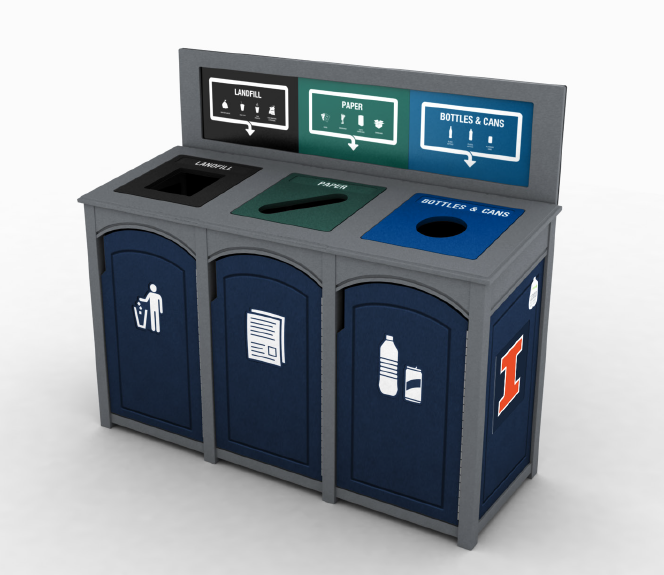 LANDFILL
PAPER
BOTTLES & CANS
LANDFILL
PAPER
BOTTLES & CANS
I